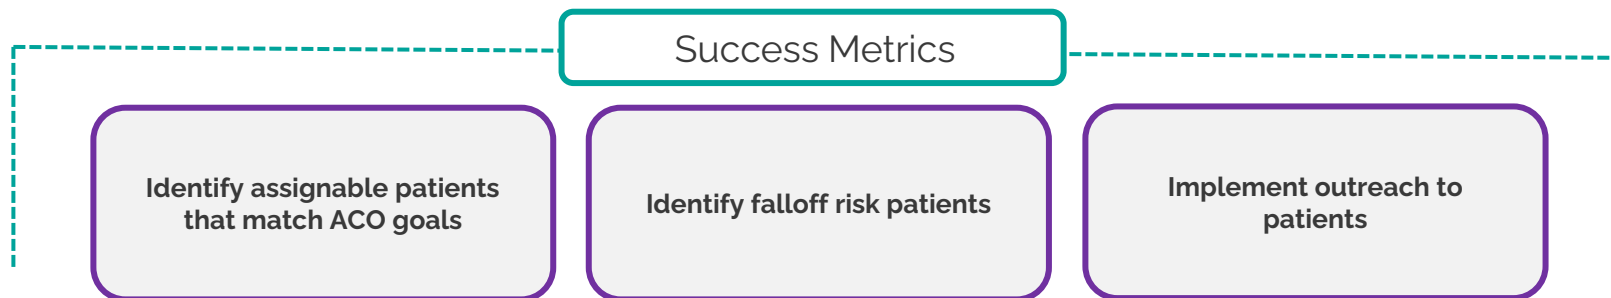 Success Metrics
Identify assignable patients
that match ACO goals
Identify falloff risk patients
Implement outreach to
patients